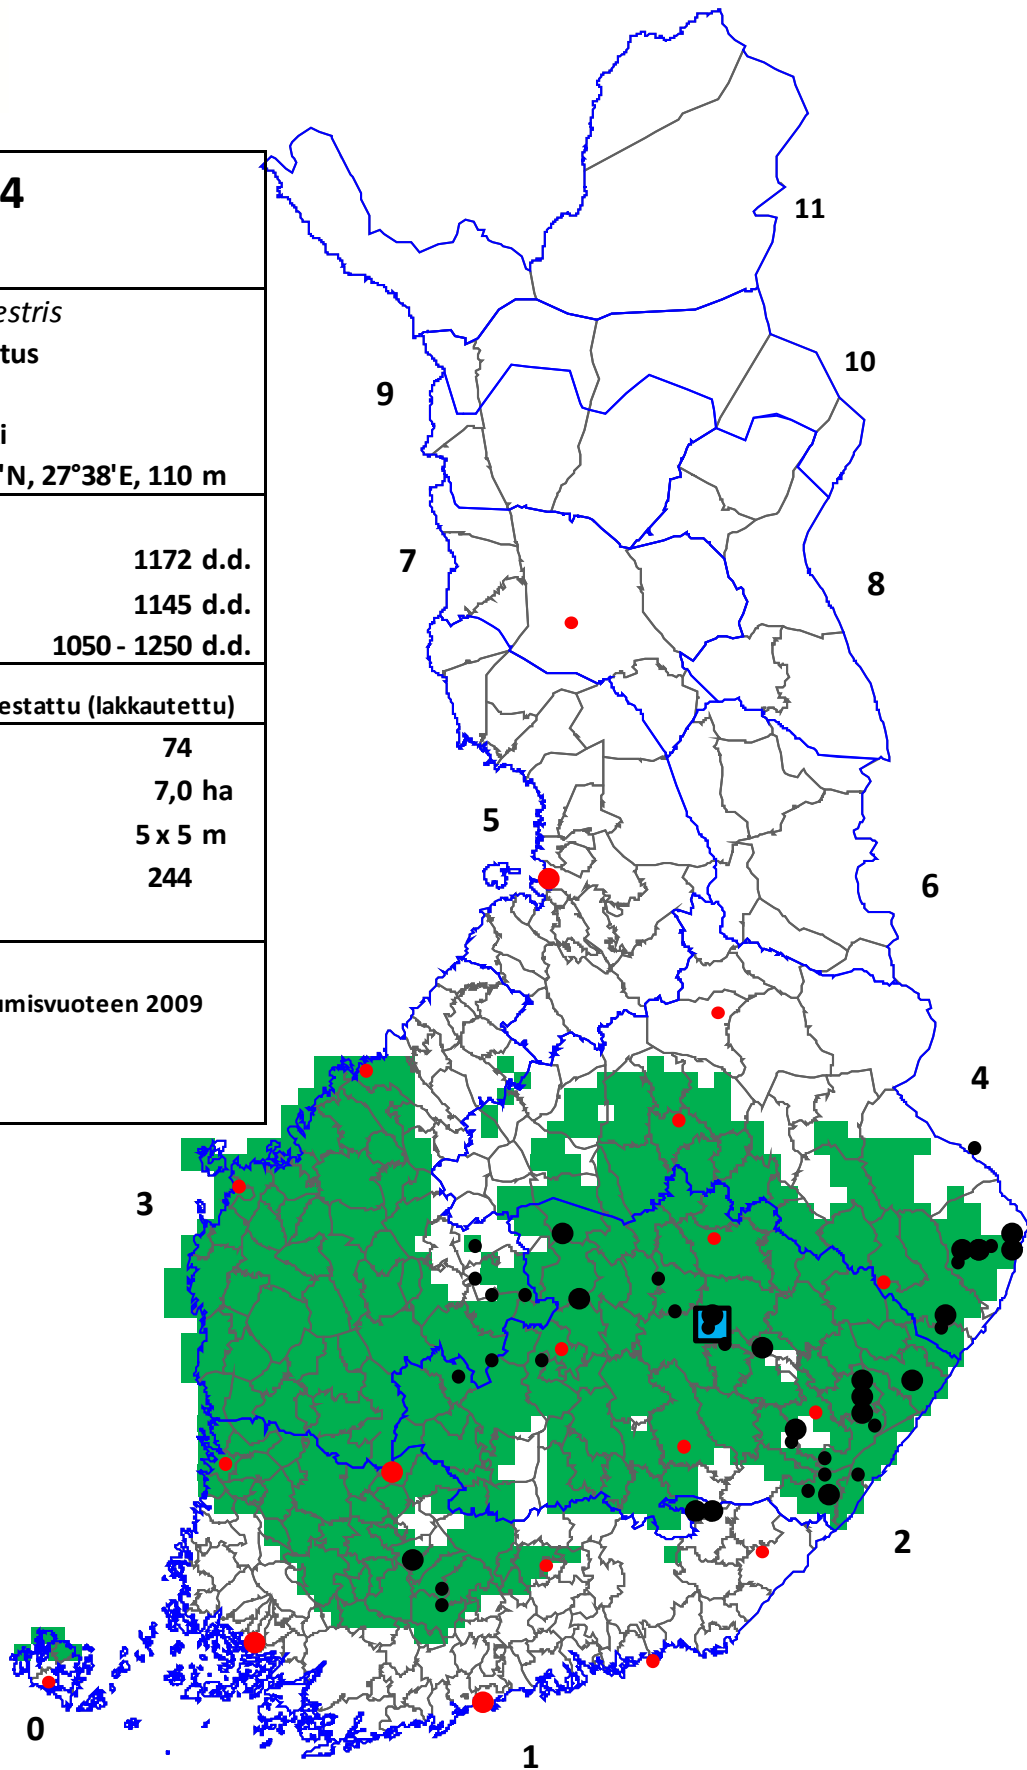 4
estris
tus
i
'N, 27°38'E, 110 m
1172 d.d.
1145 d.d.
1050 - 1250 d.d.
estattu (lakkautettu)
74
7,0 ha
5 x 5 m
244
umisvuoteen 2009
11
10
9
7
8
5
6
4
3
2
0
1